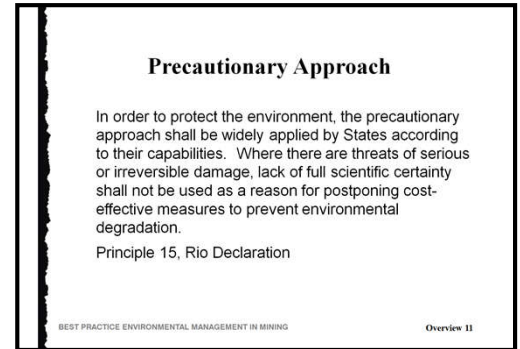 Precautionary Approach
In order to protect the environment, the precautionary
approach shall be widely applied by States according
to their capabilities.  Where there are threats of serious
or irreversible damage, lack of full scientific certainty
shall not be used as a reason for postponing cost-
effective measures to prevent environmental
degradation.
Principle 15, Rio Declaration
BEST PRACTICE ENVIRONMENTAL MANAGEMENT IN MINING
Overview 11